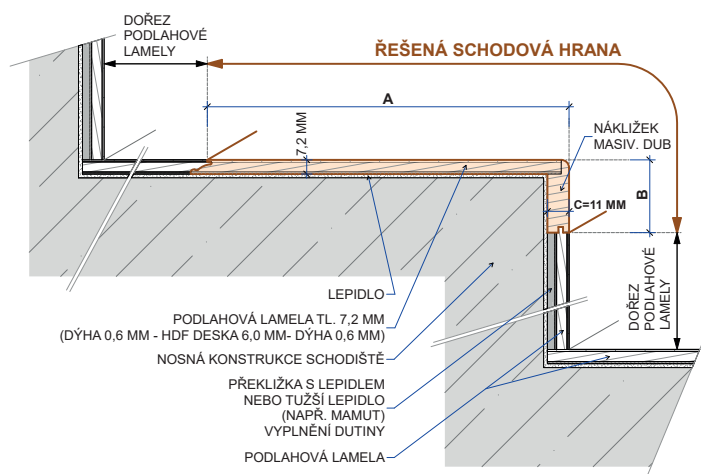 DOŘEZ
PODLAHOVÉ
LAMELY
ŘEŠENÁ SCHODOVÁ HRANA
A
7,2 MM
NÁKLIŽEK
MASIV. DUB
B
C=11 MM
LEPIDLO
PODLAHOVÁ LAMELA TL. 7,2 MM
(DÝHA 0,6 MM - HDF DESKA 6,0 MM- DÝHA 0,6 MM)
NOSNÁ KONSTRUKCE SCHODIŠTĚ
PŘEKLIŽKA S LEPIDLEM
NEBO TUŽŠÍ LEPIDLO
(NAPŘ. MAMUT)
VYPLNĚNÍ DUTINY
PODLAHOVÁ LAMELA
DOŘEZ
PODLAHOVÉ
LAMELY